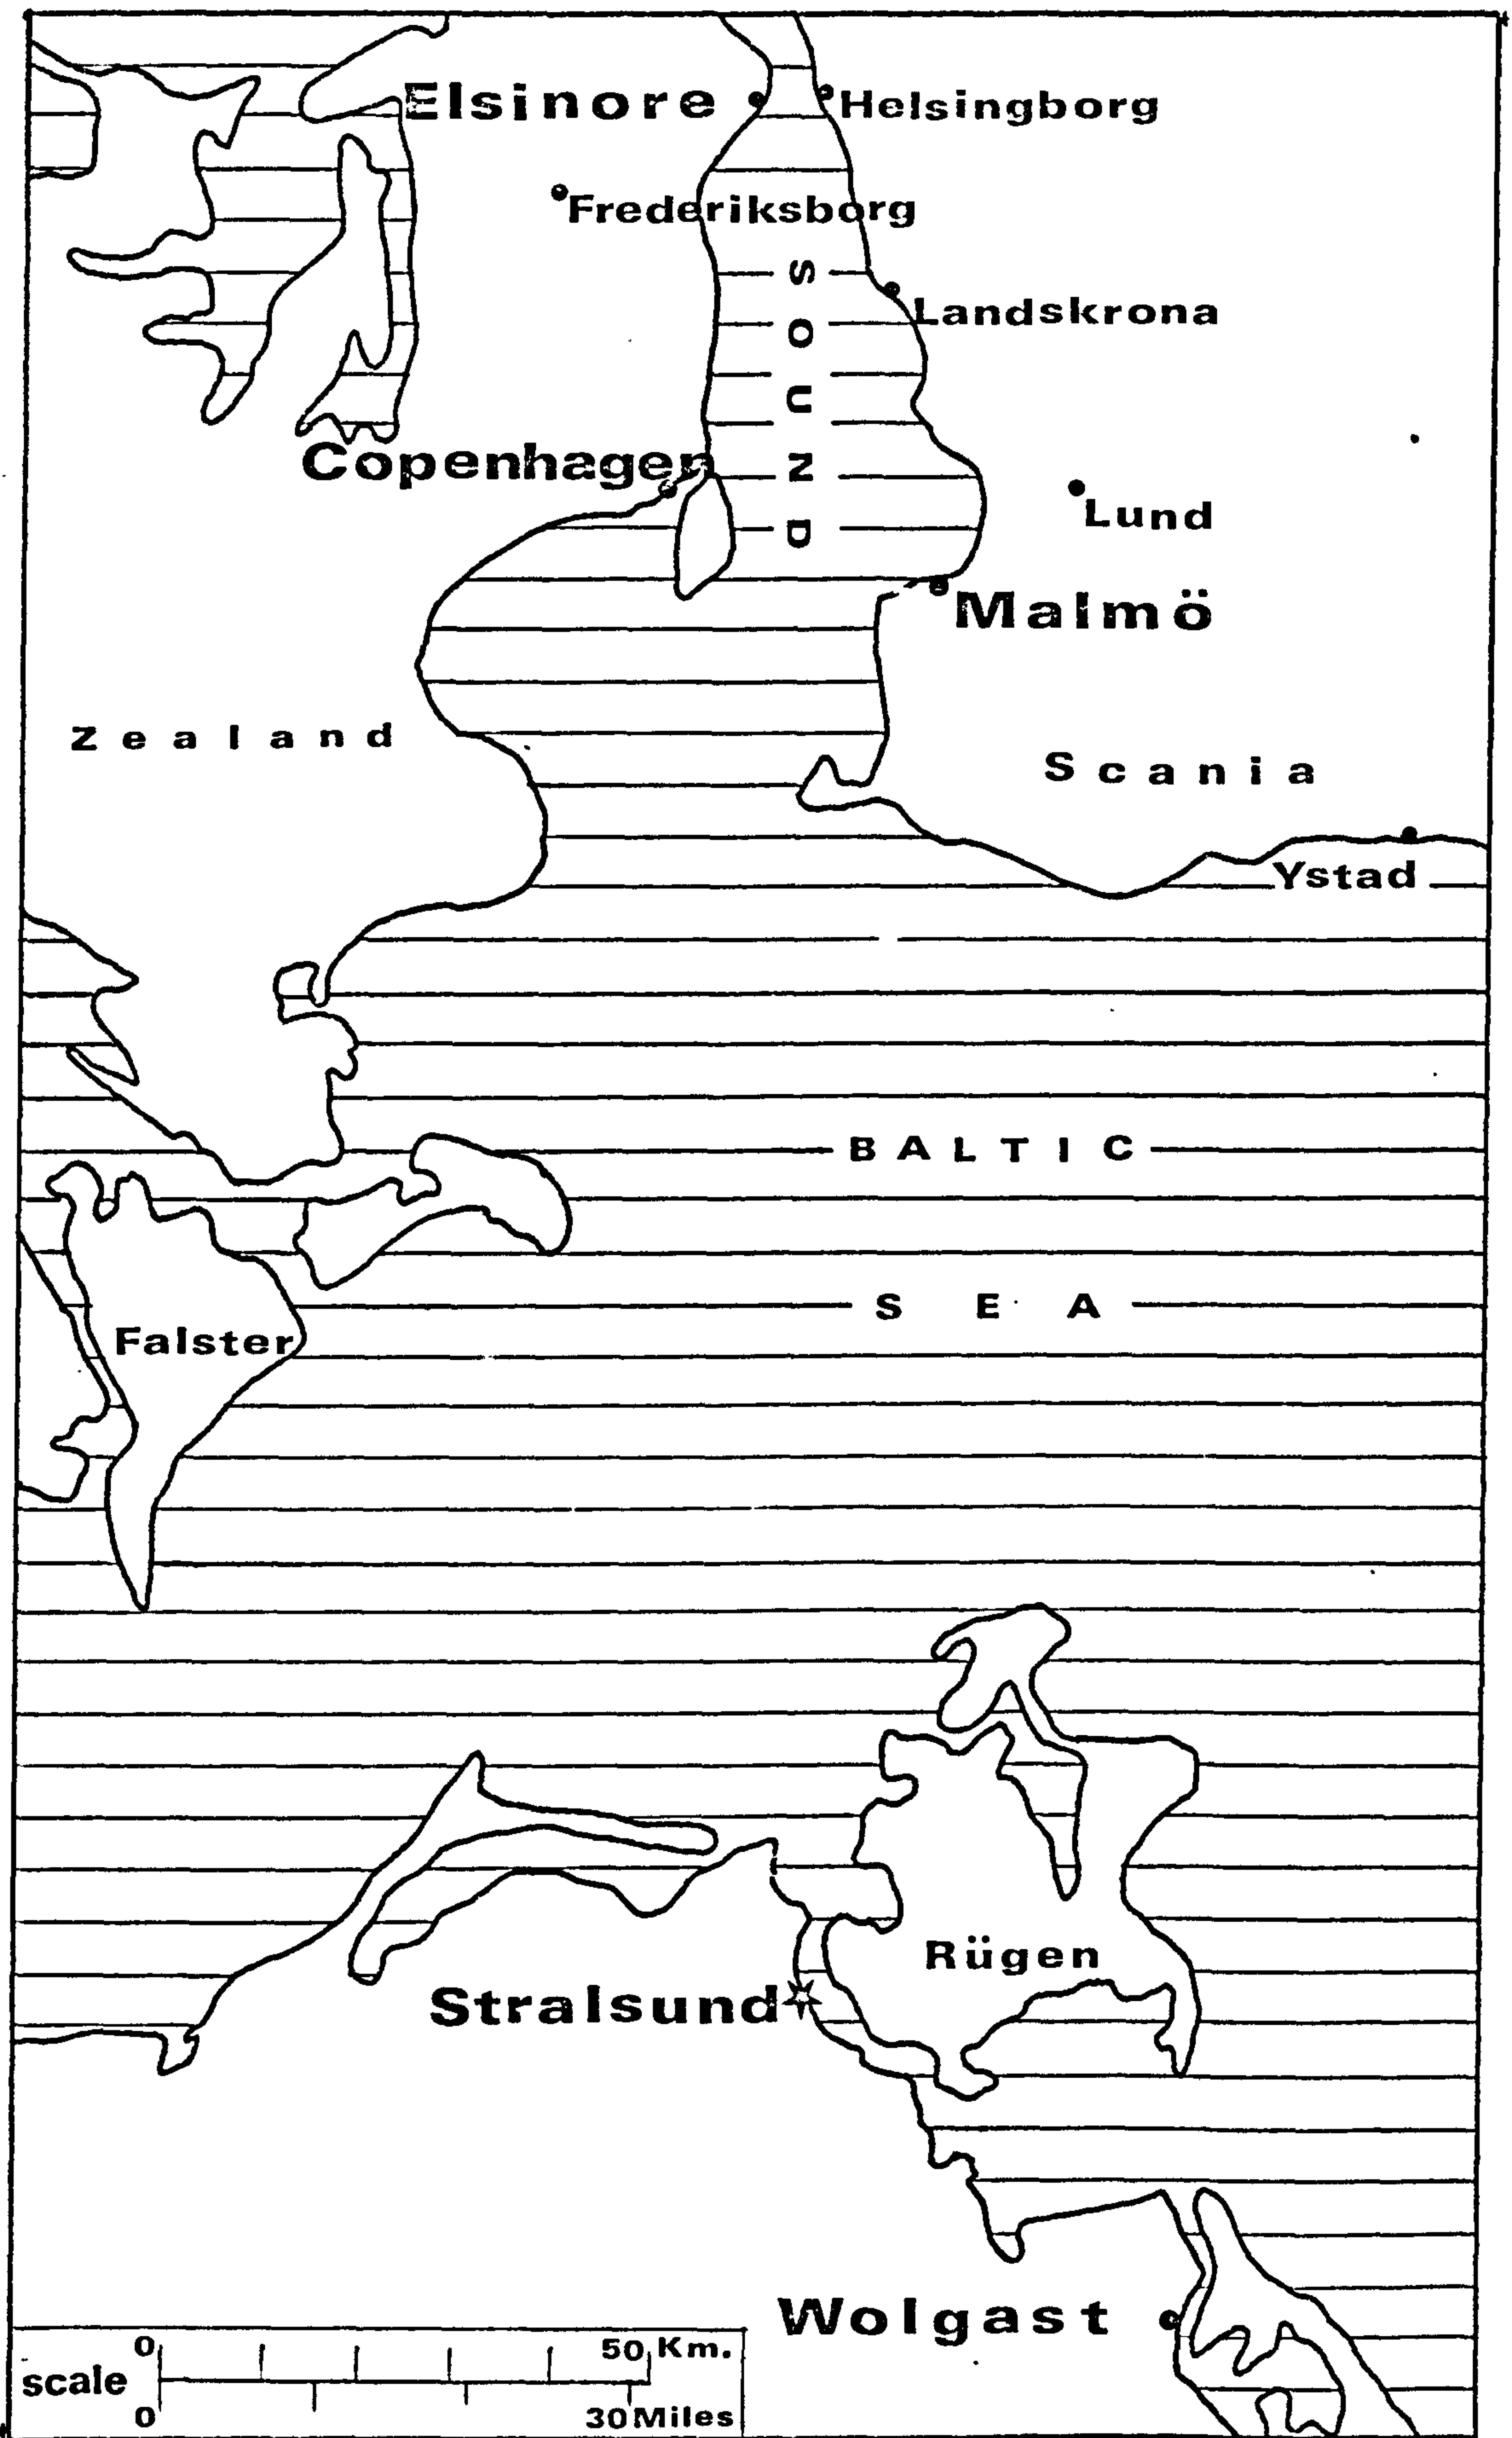 Elsinore
Helsingborg
Frederiksborg
SOUND
Landskrona
Copenhagen
Lund
Malmö
Zealand
Scania
Ystad
BALTIC
SEA
Falster
Rügen
Stralsund
Wolgast
0 50 Km.
scale
0 30 Miles